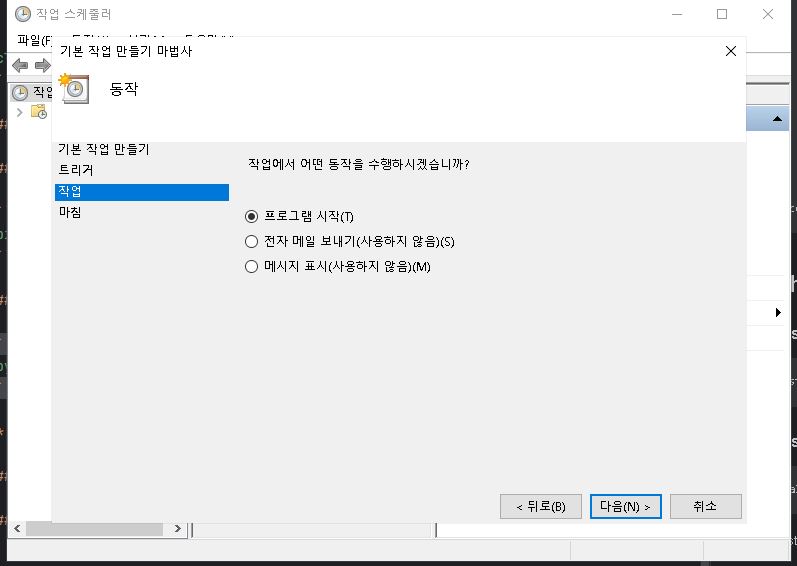 작업 스케줄러
파일(F)
기본 작업 만들기 마법사
동작
기본 작업 만들기
트리거
작업
마침
작업에서 어떤 동작을 수행하시겠습니까?
프로그램 시작(T)
전자 메일 보내기(사용하지 않음)(S)
메시지 표시(사용하지 않음)(M)
< 뒤로(B)
다음(N) >
취소